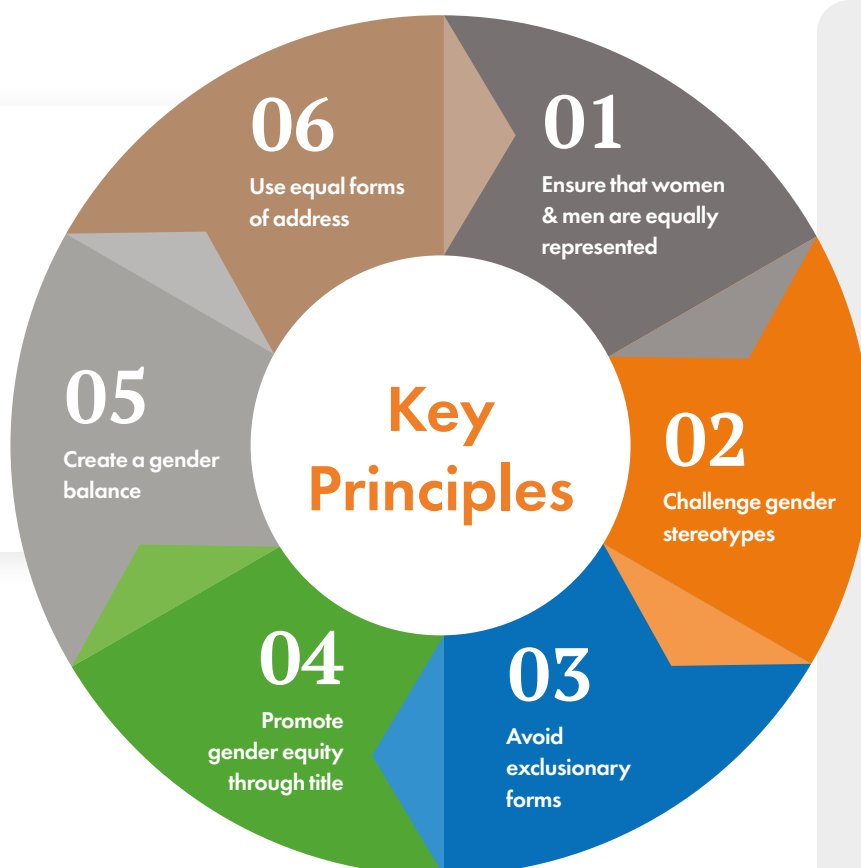 Key
Principles
01
Ensure that women
& men are equally
represented
02
Challenge gender
stereotypes
03
Avoid
exclusionary
forms
04
Promote
gender equity
through title
05
Create a gender
balance
06
Use equal forms
of address